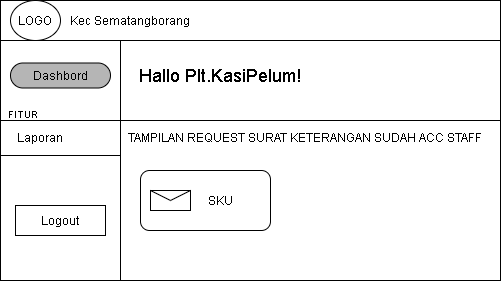 LOGO
Kec Sematangborang
Dashbord
Hallo Plt.KasiPelum!
FITUR
Laporan
TAMPILAN REQUEST SURAT KETERANGAN SUDAH ACC STAFF
SKU
Logout